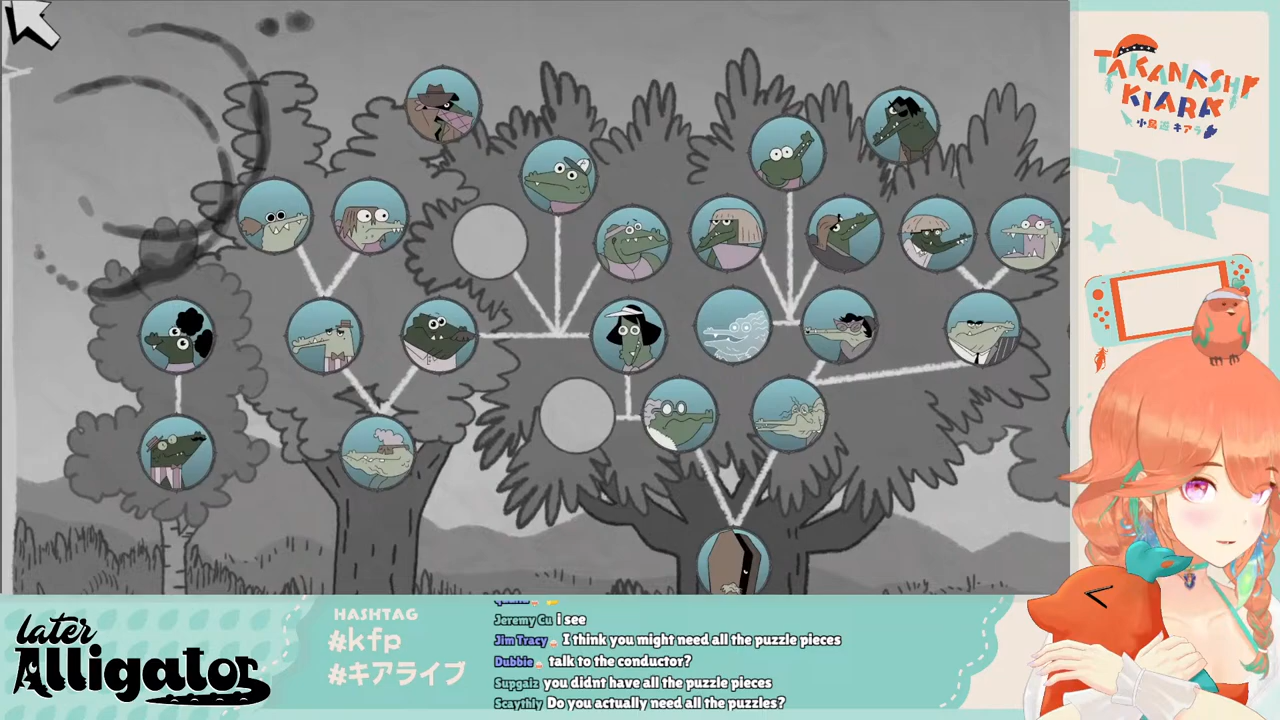 TAKANASHI
KIARA
小鳥遊キアラ
later
Alligator
HASHTAG
#kfp
#キアライブ
Jeremy Cu I see
Jim Tracy I think you might need all the puzzle pieces
Dubbie talk to the conductor?
Supgalz you didnt have all the puzzle pieces
Scaythly Do you actually need all the puzzles?